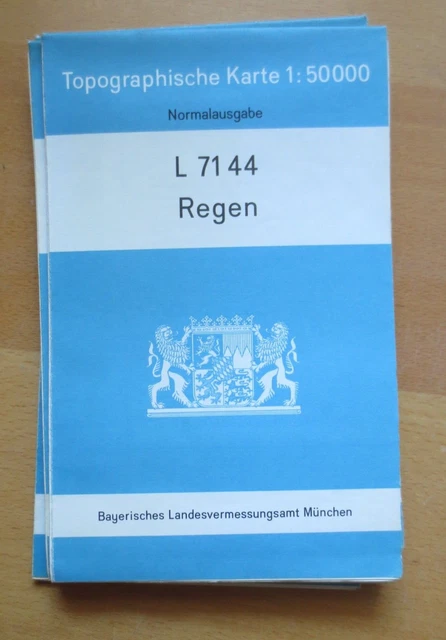 Topographische Karte 1:50000
Normalausgabe
L 7144
Regen
Bayerisches Landesvermessungsamt München